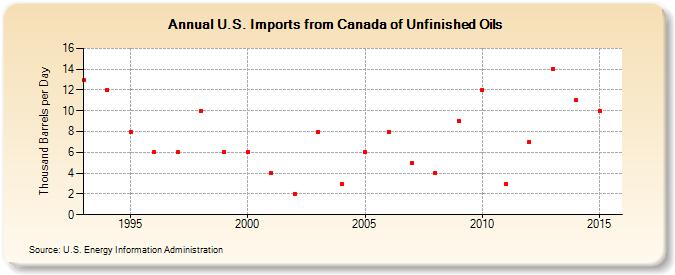 Annual U.S. Imports from Canada of Unfinished Oils
Thousand Barrels per Day
16
14
12
10
8
6
4
2
0
1995 2000 2005 2010 2015
Source: U.S. Energy Information Administration